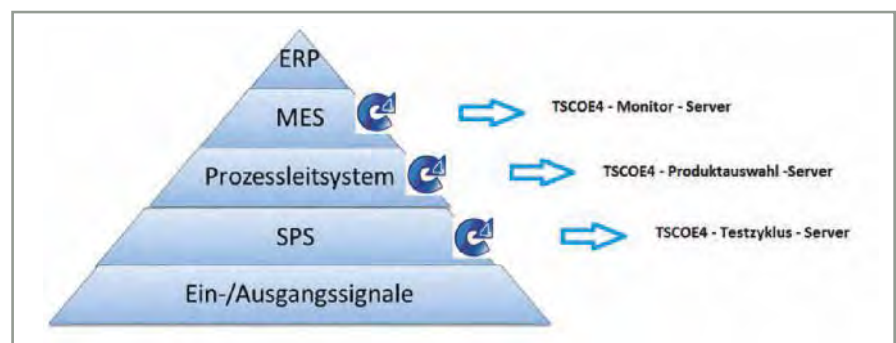 ERP
MES
TSCOE4 - Monitor - Server
Prozessleitsystem
TSCOE4 - Produktauswahl -Server
SPS
TSCOE4 - Testzyklus - Server
Ein-/Ausgangssignale